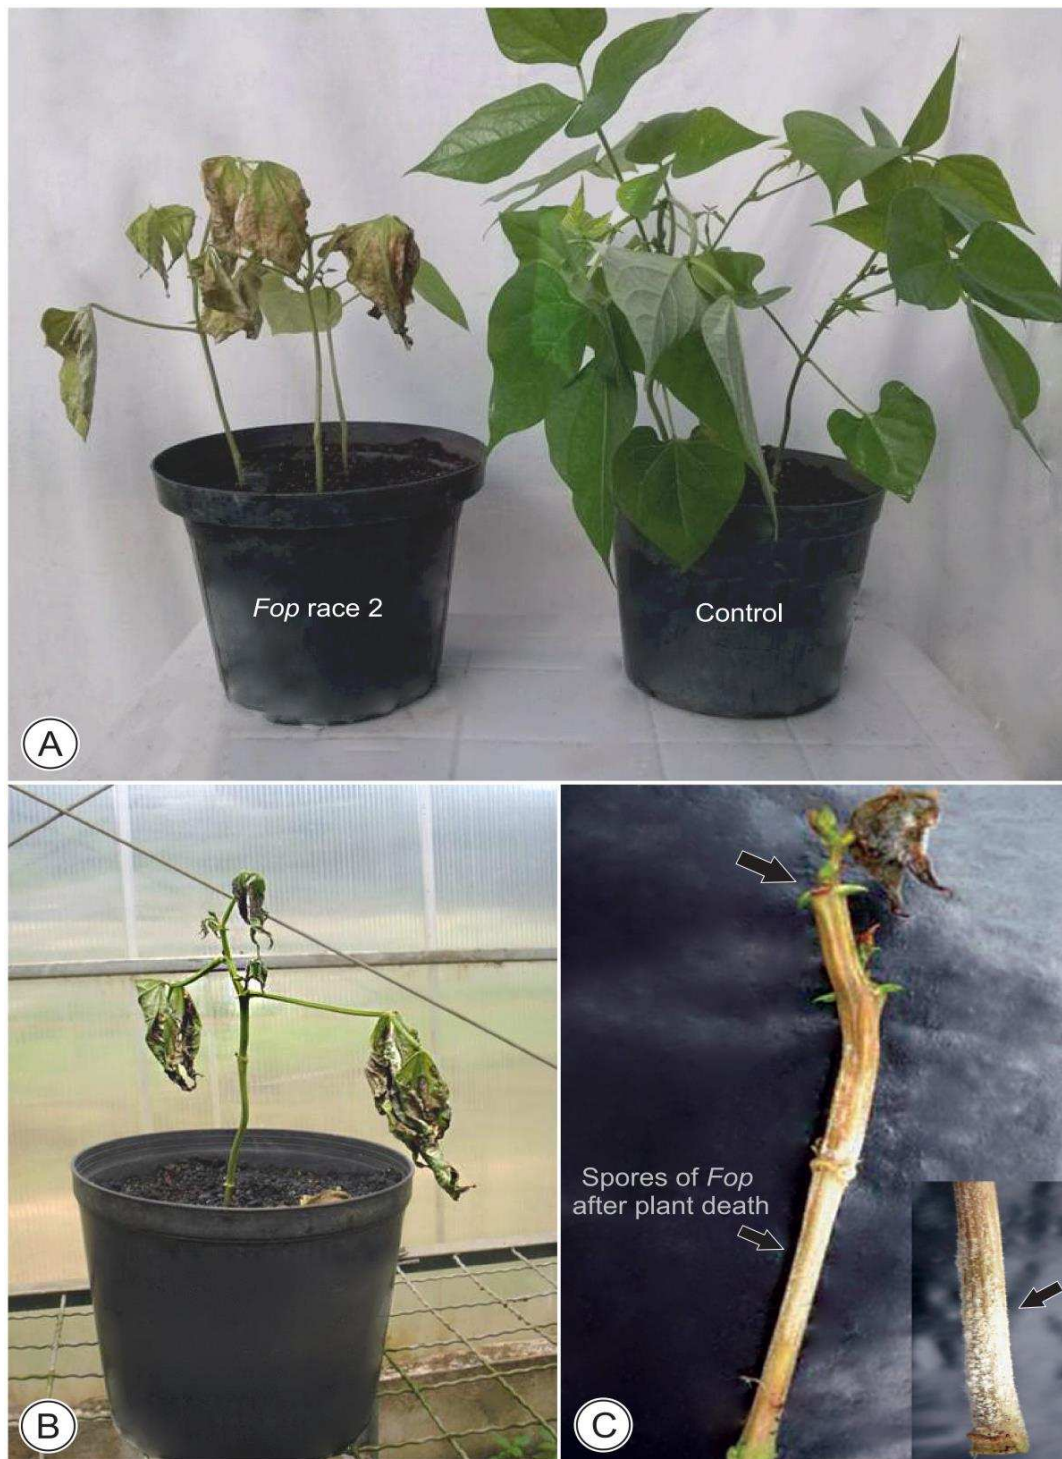 Fop race 2
Control
A
B
Spores of Fop
after plant death
C